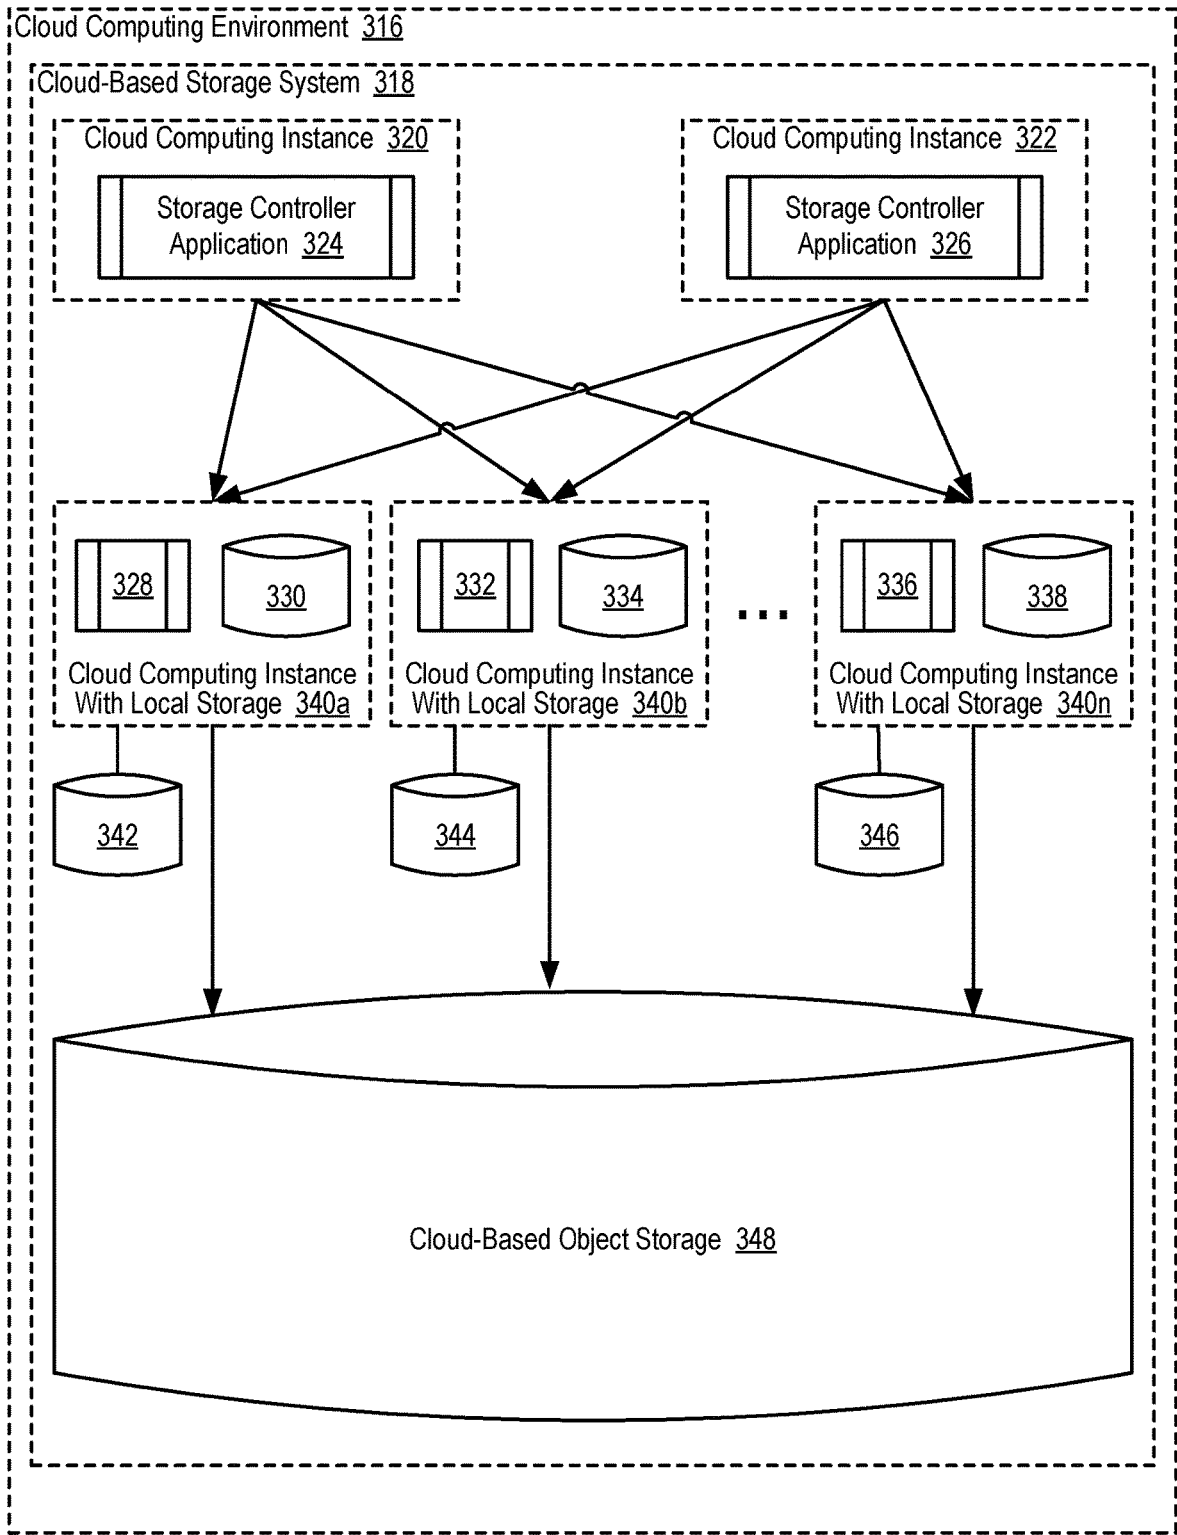 Cloud Computing Environment 316
Cloud-Based Storage System 318
Cloud Computing Instance 320
Storage Controller
Application 324
Cloud Computing Instance 322
Storage Controller
Application 326
328
330
Cloud Computing Instance
With Local Storage 340a
332
334
Cloud Computing Instance
With Local Storage 340b
...
336
338
Cloud Computing Instance
With Local Storage 340n
342
344
346
Cloud-Based Object Storage 348